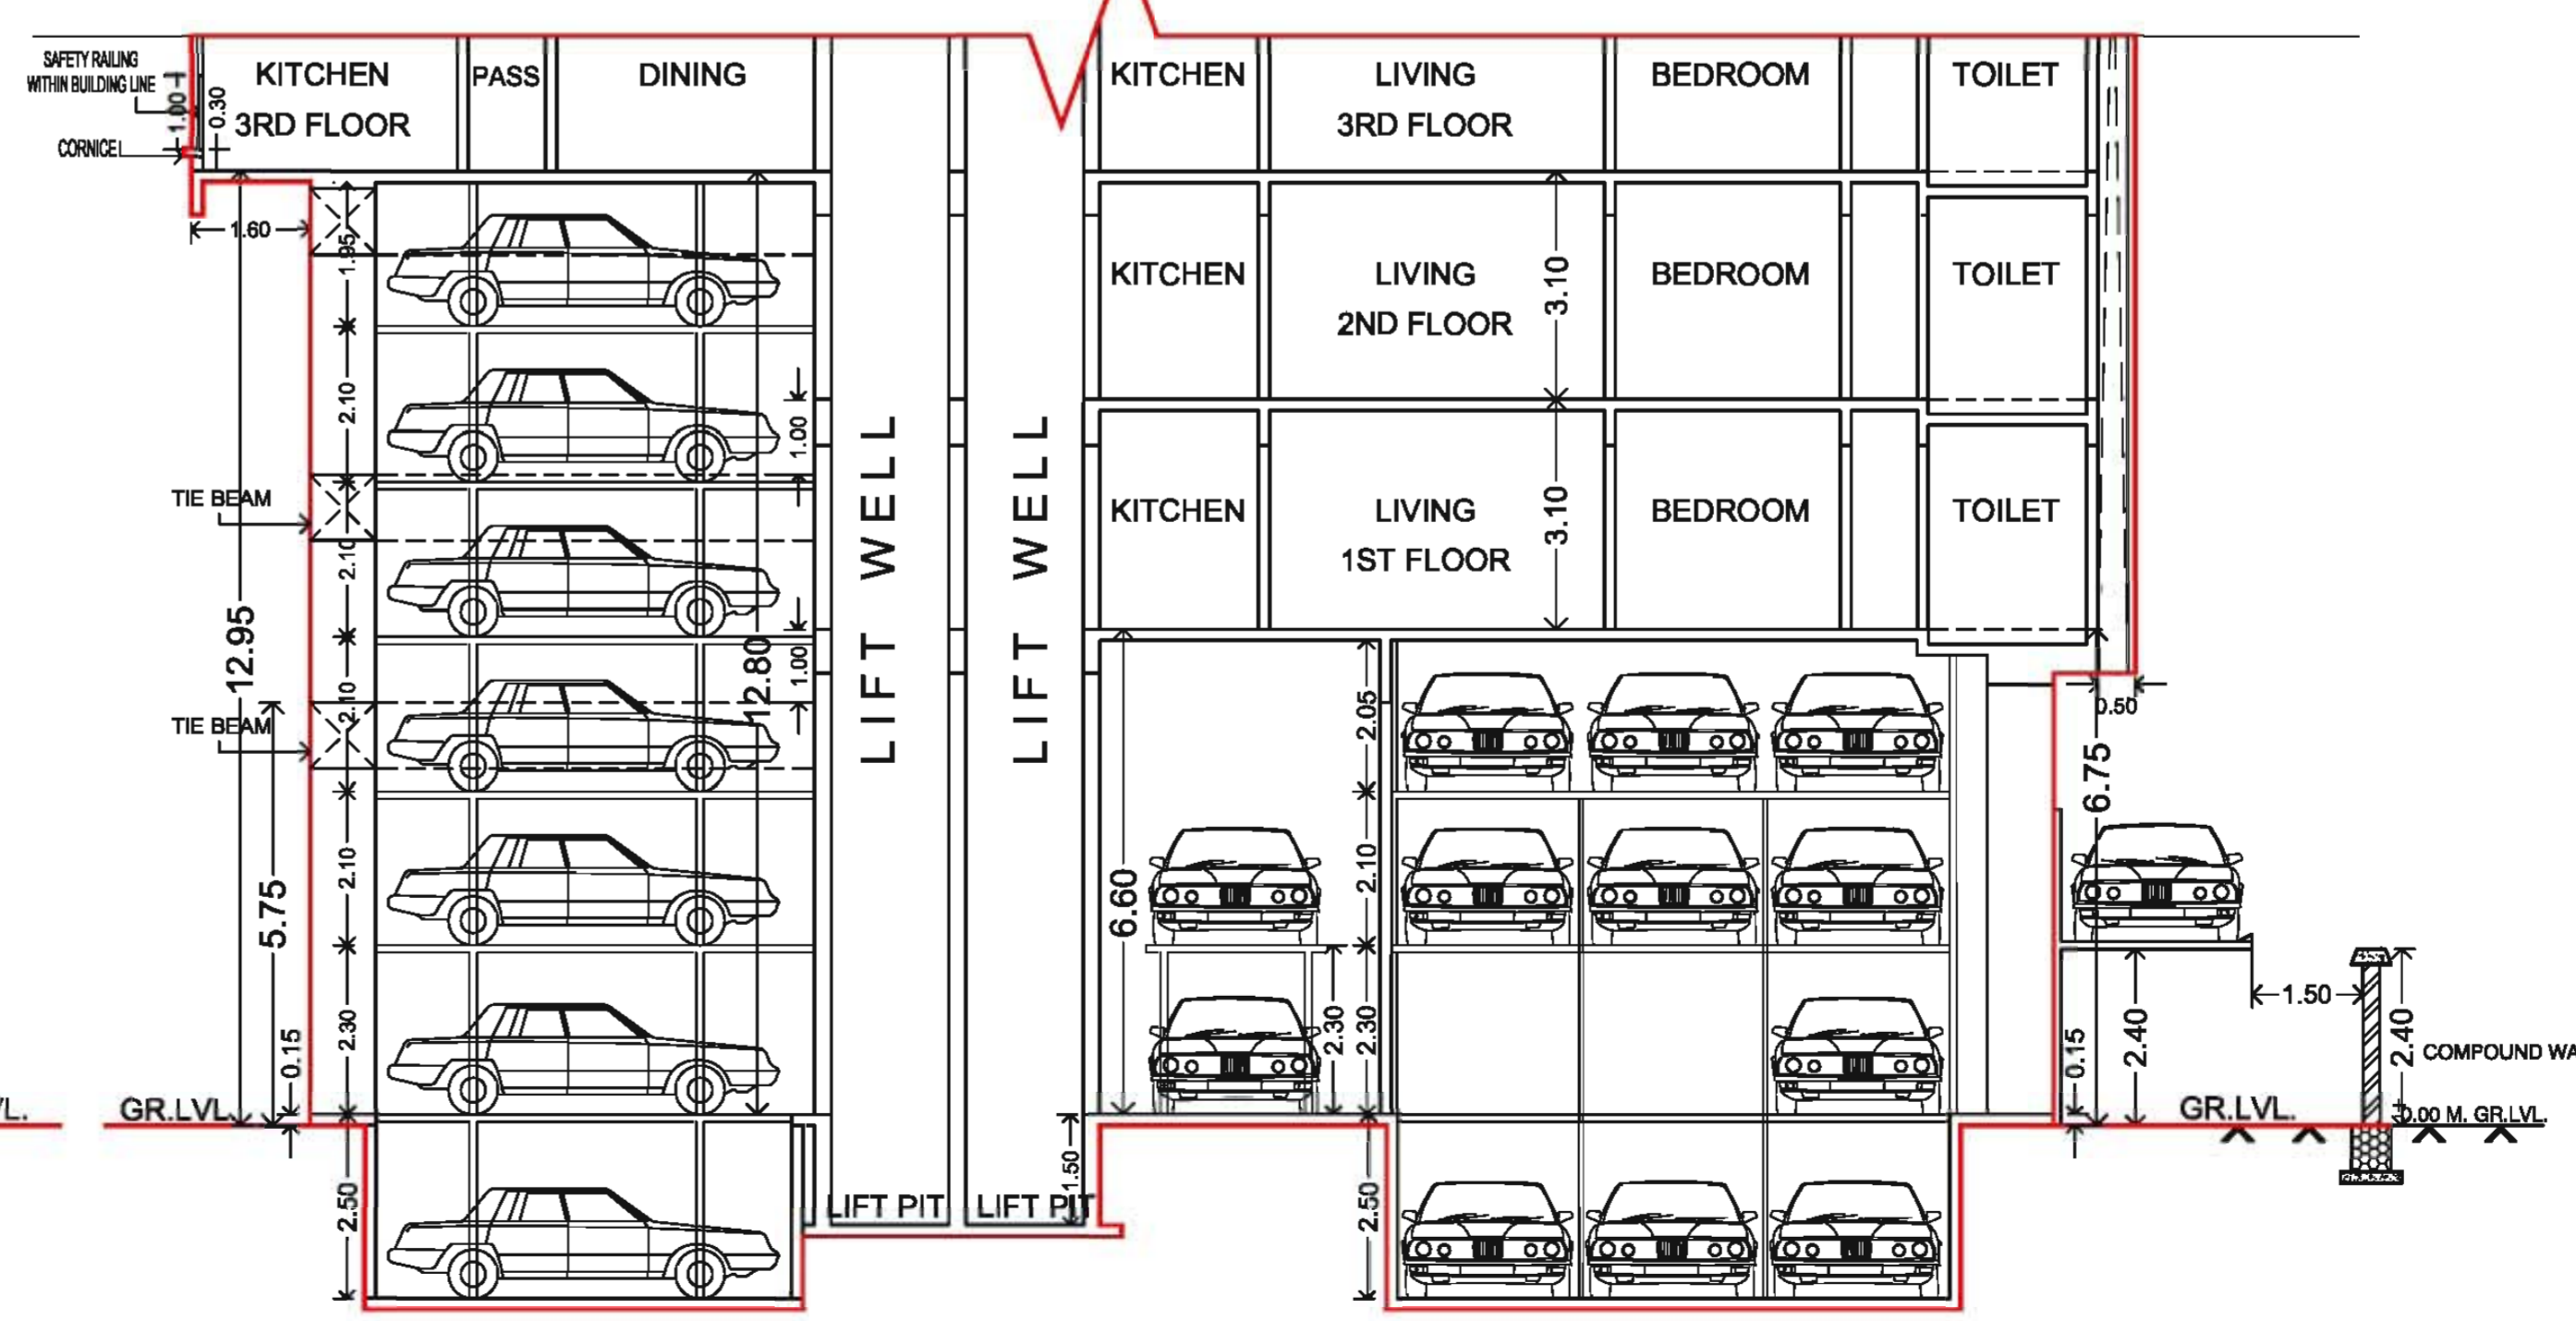 SAFETY RAILING
WITHIN BUILDING LINE
1.00
0.30
CORNICE
KITCHEN
3RD FLOOR
PASS
DINING
KITCHEN
LIVING
3RD FLOOR
BEDROOM
TOILET
1.60
1.95
KITCHEN
LIVING
2ND FLOOR
3.10
BEDROOM
TOILET
2.10
1.00
LIFT WELL
LIFT WELL
TIE BEAM
KITCHEN
LIVING
1ST FLOOR
3.10
BEDROOM
TOILET
2.10
12.95
12.80
1.00
2.10
TIE BEAM
2.05
0.50
6.75
5.75
2.10
6.60
2.10
1.50
0.15
2.30
2.30
2.30
0.15
2.40
2.40
COMPOUND WA
/L.
GR.LVL.
GR.LVL.
0.00 M. GR.LVL.
2.50
LIFT PIT
LIFT PIT
1.50
2.50